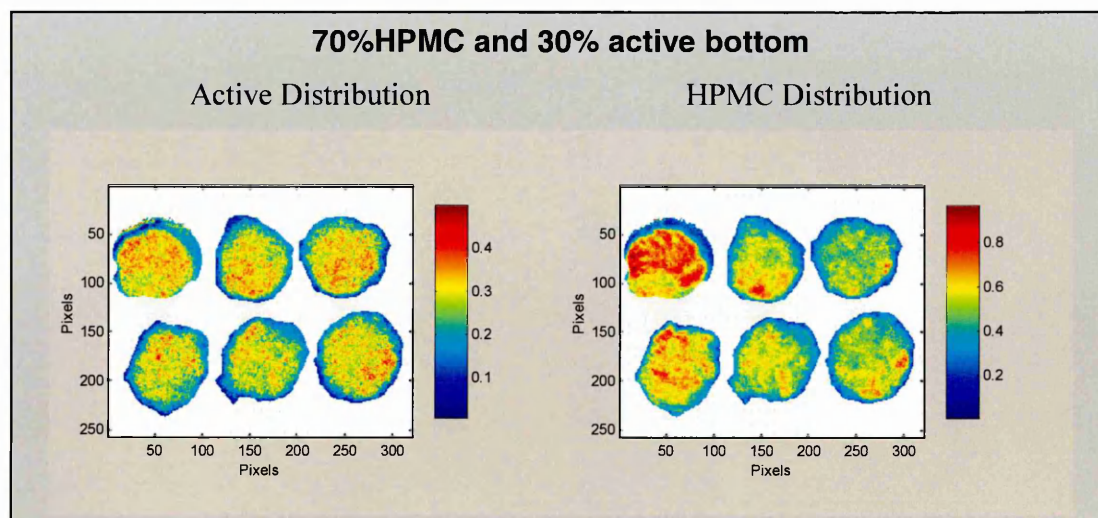 70%HPMC and 30% active bottom
Active Distribution
HPMC Distribution
50
100
150
200
250
Pixels
50 100 150 200 250 300
Pixels
0.4
0.3
0.2
0.1
50
100
150
200
250
Pixels
50 100 150 200 250 300
Pixels
0.8
0.6
0.4
0.2